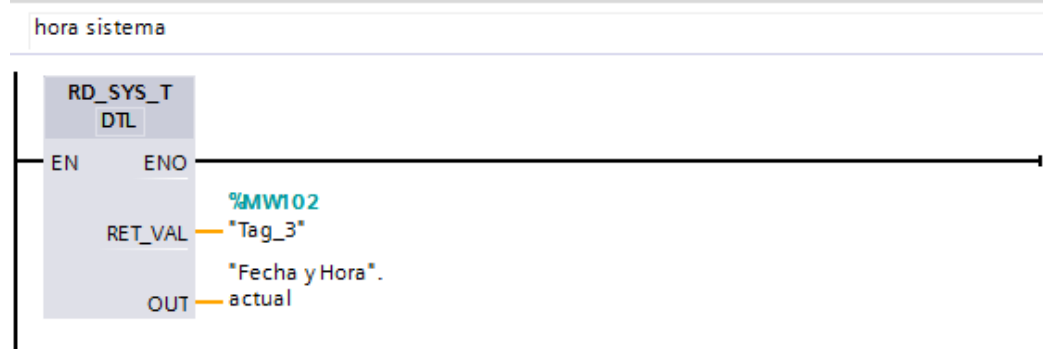 hora sistema
RD_SYS_T
DTL
EN ENO
%MW102
RET_VAL "Tag_3"
"Fecha y Hora".
OUT actual